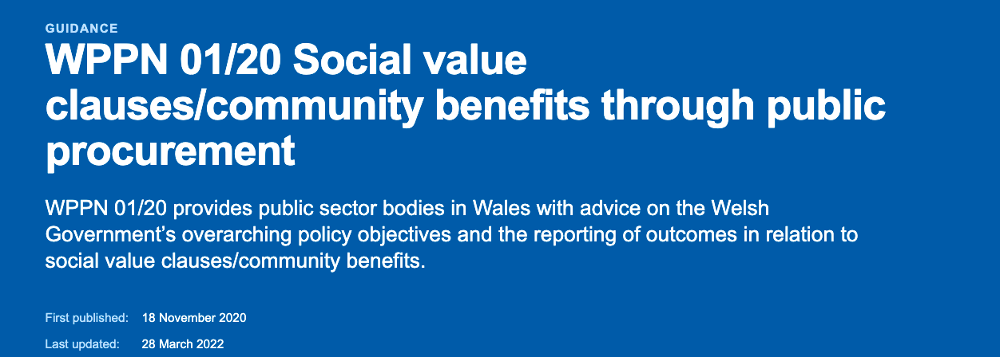 GUIDANCE
WPPN 01/20 Social value
clauses/community benefits through public
procurement
WPPN 01/20 provides public sector bodies in Wales with advice on the Welsh
Government’s overarching policy objectives and the reporting of outcomes in relation to
social value clauses/community benefits.
First published: 18 November 2020
Last updated: 28 March 2022